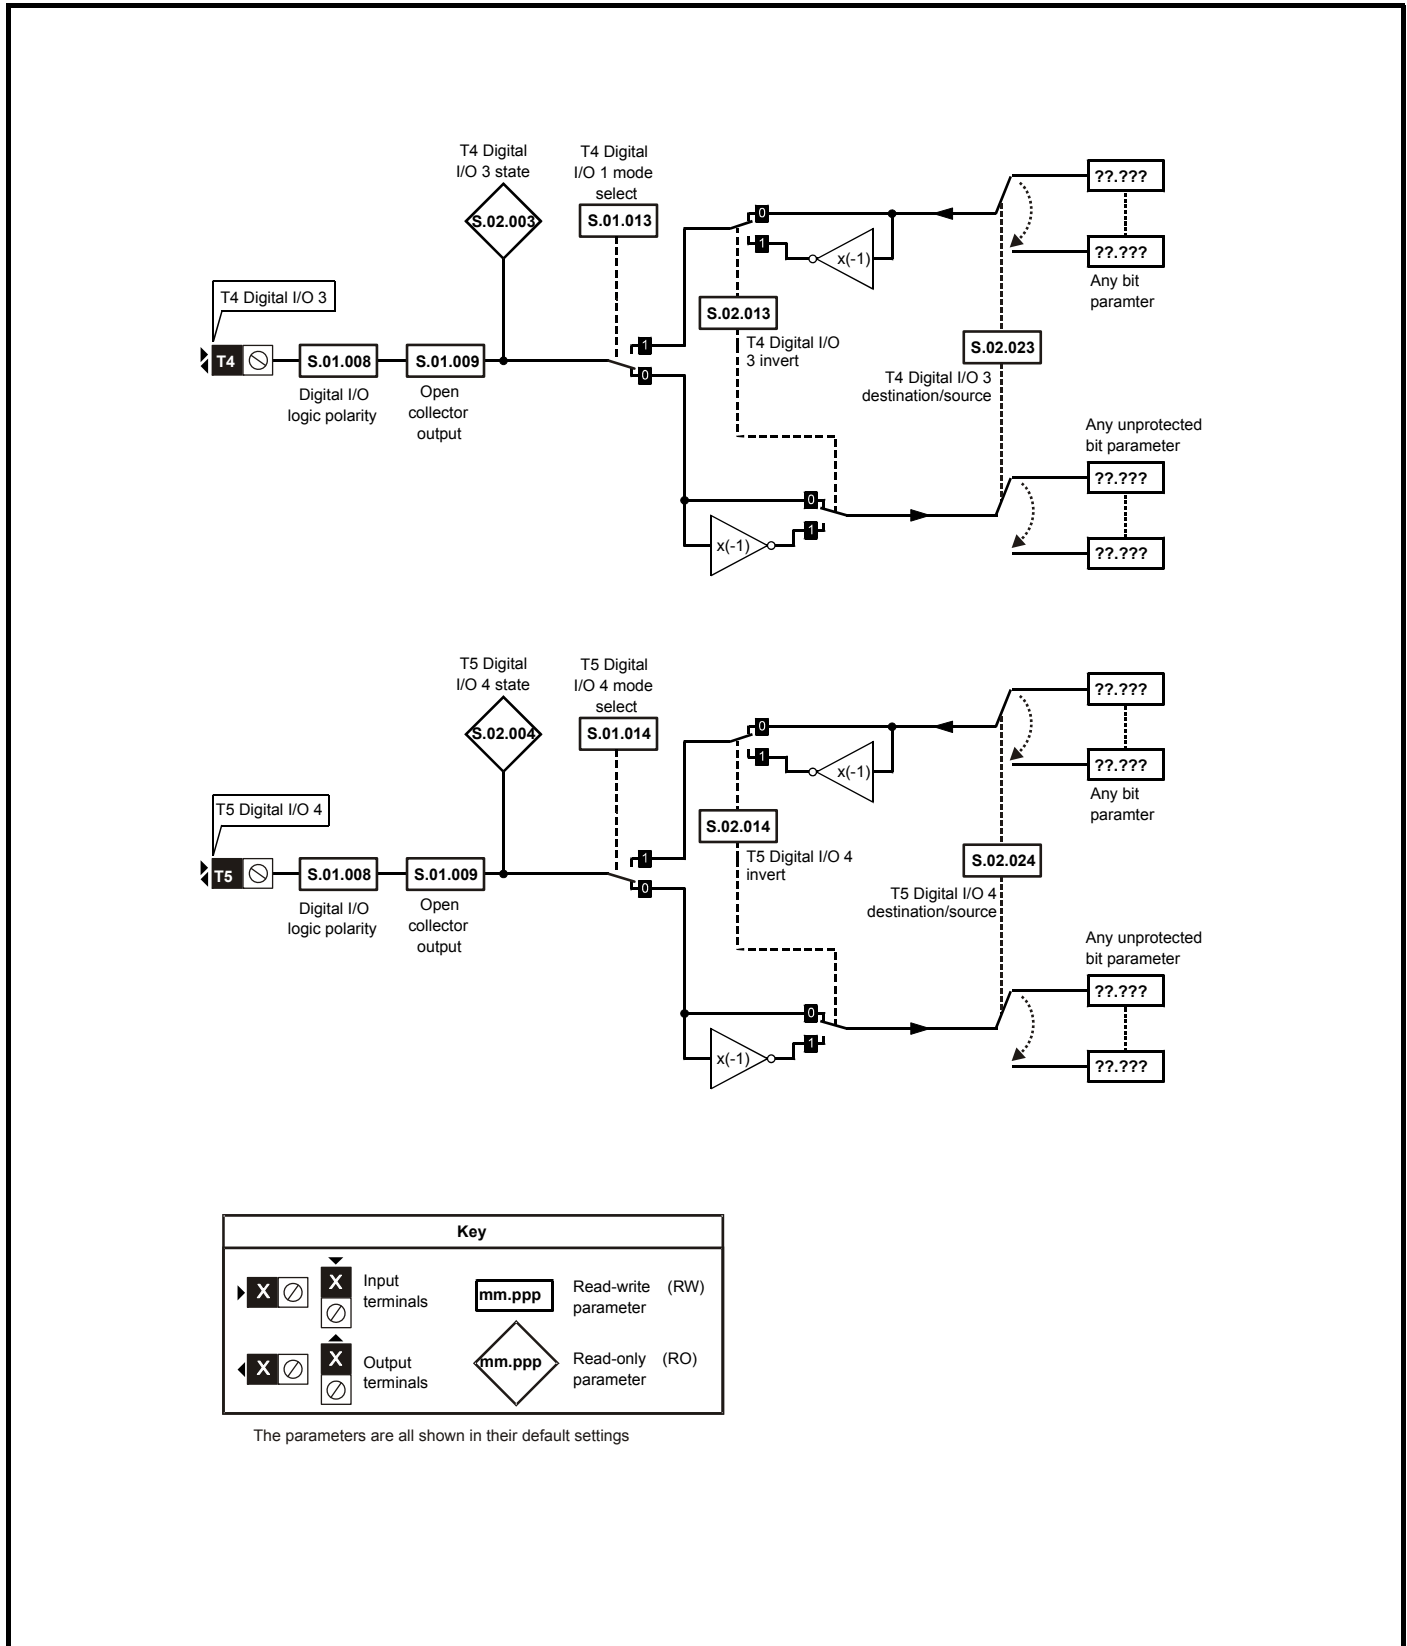 T4 Digital
I/O 3 state
T4 Digital
I/O 1 mode
select
S.02.003
S.01.013
0
1
x(-1)
??.???
??.???
Any bit
paramter
T4 Digital I/O 3
S.02.013
T4 Digital I/O
3 invert
S.02.023
T4 Digital I/O 3
destination/source
T4
S.01.008
S.01.009
1
0
Digital I/O
logic polarity
Open
collector
output
Any unprotected
bit parameter
??.???
??.???
0
1
x(-1)
T5 Digital
I/O 4 state
T5 Digital
I/O 4 mode
select
S.02.004
S.01.014
0
1
x(-1)
??.???
??.???
Any bit
paramter
T5 Digital I/O 4
S.02.014
T5 Digital I/O 4
invert
S.02.024
T5 Digital I/O 4
destination/source
T5
S.01.008
S.01.009
1
0
Digital I/O
logic polarity
Open
collector
output
Any unprotected
bit parameter
??.???
??.???
0
1
x(-1)
Key
X
X
Input
terminals
mm.ppp
Read-write (RW)
parameter
X
X
Output
terminals
mm.ppp
Read-only (RO)
parameter
The parameters are all shown in their default settings